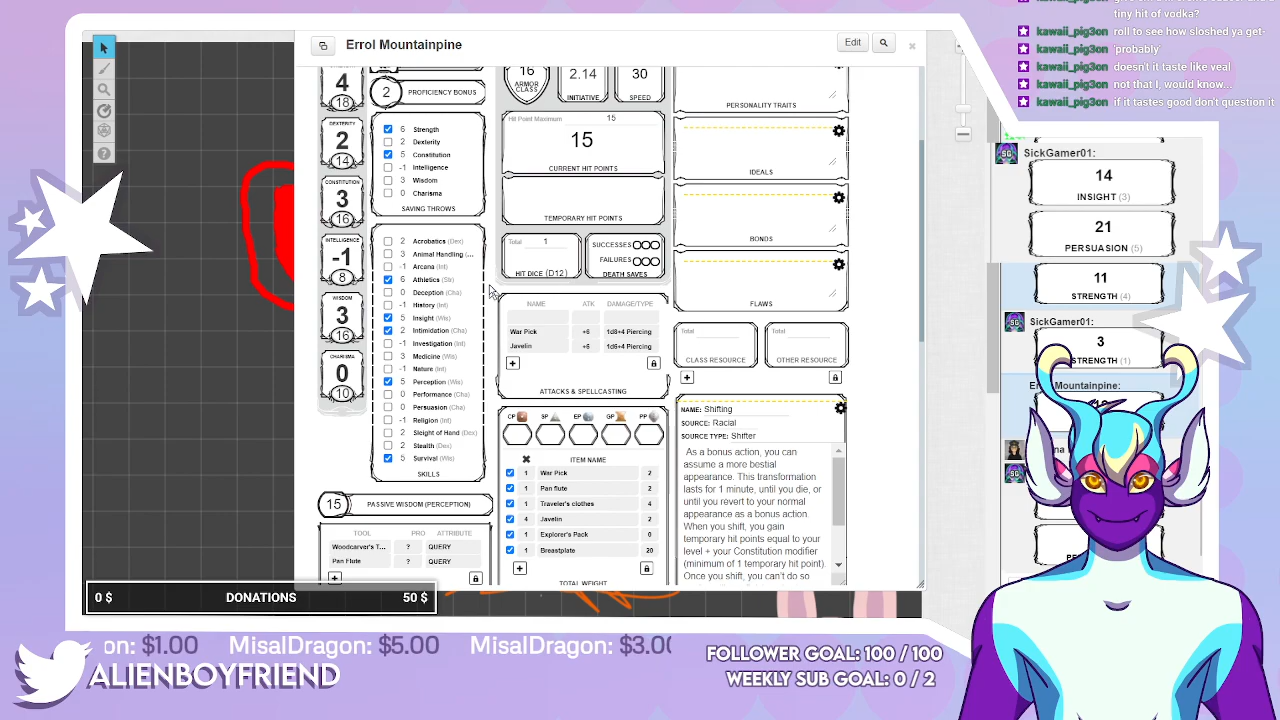 Errol Mountainpine
Edit
4
18
DEXTERITY
2
14
CONSTITUTION
3
16
INTELLIGENCE
-1
8
WISDOM
3
16
CHARISMA
0
10
2 PROFICIENCY BONUS
6 Strength
2 Dexterity
5 Constitution
-1 Intelligence
3 Wisdom
0 Charisma
SAVING THROWS
2 Acrobatics (Dex)
3 Animal Handling (...
-1 Arcana (Int)
6 Athletics (Str)
0 Deception (Cha)
-1 History (Int)
5 Insight (Wis)
2 Intimidation (Cha)
-1 Investigation (Int)
3 Medicine (Wis)
-1 Nature (Int)
5 Perception (Wis)
0 Performance (Cha)
0 Persuasion (Cha)
-1 Religion (Int)
2 Sleight of Hand (Dex)
2 Stealth (Dex)
5 Survival (Wis)
SKILLS
15 PASSIVE WISDOM (PERCEPTION)
TOOL PRO ATTRIBUTE
Woodcarver's T... ? QUERY
Pan Flute ? QUERY
16
ARMOR
CLASS
2.14
INITIATIVE
30
SPEED
Hit Point Maximum 15
15
CURRENT HIT POINTS
TEMPORARY HIT POINTS
Total 1
HIT DICE (D12)
SUCCESSES
FAILURES
DEATH SAVES
NAME ATK DAMAGE/TYPE
War Pick +6 1d8+4 Piercing
Javelin +5 1d6+4 Piercing
ATTACKS & SPELLCASTING
CP SP EP GP PP
ITEM NAME
1 War Pick 2
1 Pan flute 2
1 Traveler's clothes 4
4 Javelin 2
1 Explorer's Pack 0
1 Breastplate 20
TOTAL WEIGHT
PERSONALITY TRAITS
IDEALS
BONDS
FLAWS
Total
CLASS RESOURCE
Total
OTHER RESOURCE
NAME: Shifting
SOURCE: Racial
SOURCE TYPE: Shifter
As a bonus action, you can
assume a more bestial
appearance. This transformation
lasts for 1 minute, until you die, or
until you revert to your normal
appearance as a bonus action.
When you shift, you gain
temporary hit points equal to your
level + your Constitution modifier
(minimum of 1 temporary hit point).
Once you shift, you can't do so
tiny hit of vodka?
kawaii_pig3on roll to see how sloshed ya get-
kawaii_pig3on 'probably'
kawaii_pig3on doesn't it taste like veal
kawaii_pig3on not that I, would know...
kawaii_pig3on if it tastes good don't question it
SickGamer01:
14
INSIGHT (3)
21
PERSUASION (5)
11
STRENGTH (4)
SickGamer01:
3
STRENGTH (1)
0 $ DONATIONS 50 $
on: $1.00 MisalDragon: $5.00 MisalDragon: $3.00
ALIENBOYFRIEND
FOLLOWER GOAL: 100 / 100
WEEKLY SUB GOAL: 0 / 2